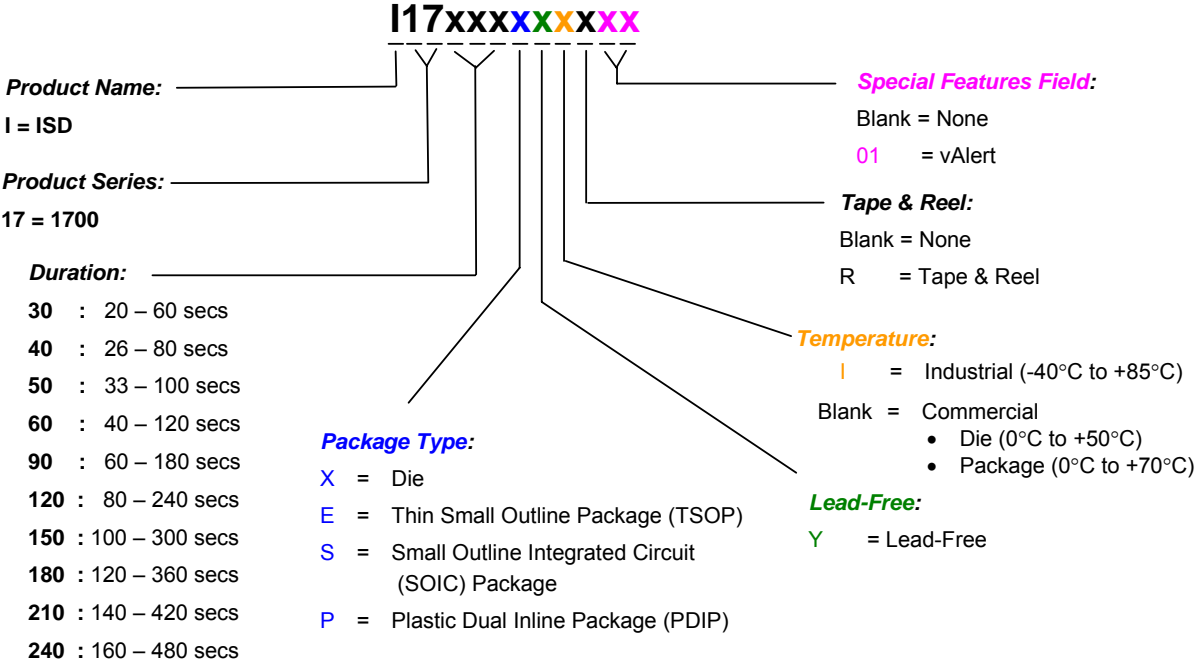 I17xxxxxxxxx
Product Name:
I = ISD
Product Series:
17 = 1700
Duration:
30 : 20 – 60 secs
40 : 26 – 80 secs
50 : 33 – 100 secs
60 : 40 – 120 secs
90 : 60 – 180 secs
120 : 80 – 240 secs
150 : 100 – 300 secs
180 : 120 – 360 secs
210 : 140 – 420 secs
240 : 160 – 480 secs
Package Type:
X = Die
E = Thin Small Outline Package (TSOP)
S = Small Outline Integrated Circuit
(SOIC) Package
P = Plastic Dual Inline Package (PDIP)
Special Features Field:
Blank = None
01 = vAlert
Tape & Reel:
Blank = None
R = Tape & Reel
Temperature:
I = Industrial (-40°C to +85°C)
Blank = Commercial
• Die (0°C to +50°C)
• Package (0°C to +70°C)
Lead-Free:
Y = Lead-Free